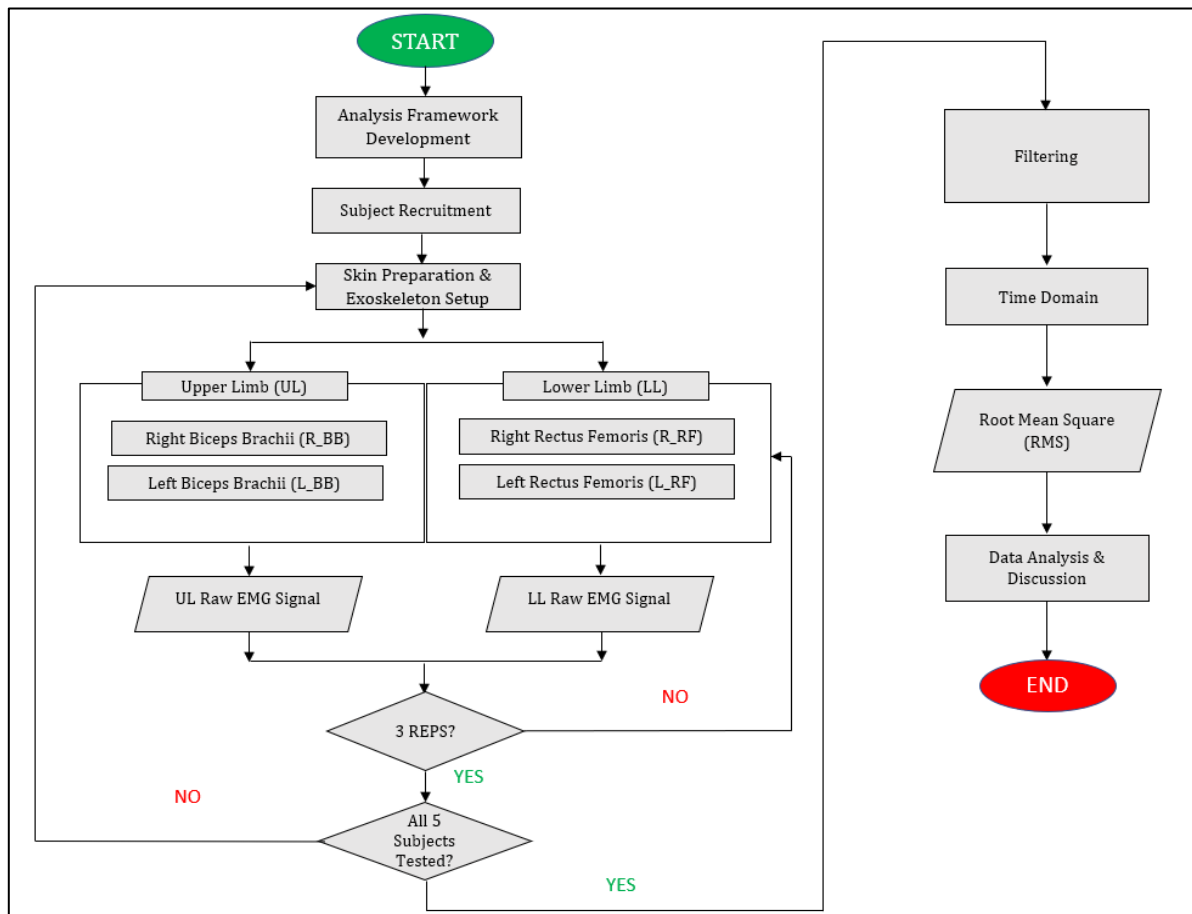 START
Analysis Framework
Development
Subject Recruitment
Skin Preparation &
Exoskeleton Setup
Upper Limb (UL)
Right Biceps Brachii (R_BB)
Left Biceps Brachii (L_BB)
Lower Limb (LL)
Right Rectus Femoris (R_RF)
Left Rectus Femoris (L_RF)
UL Raw EMG Signal
LL Raw EMG Signal
3 REPS?
NO
YES
All 5
Subjects
Tested?
NO
YES
Filtering
Time Domain
Root Mean Square
(RMS)
Data Analysis &
Discussion
END